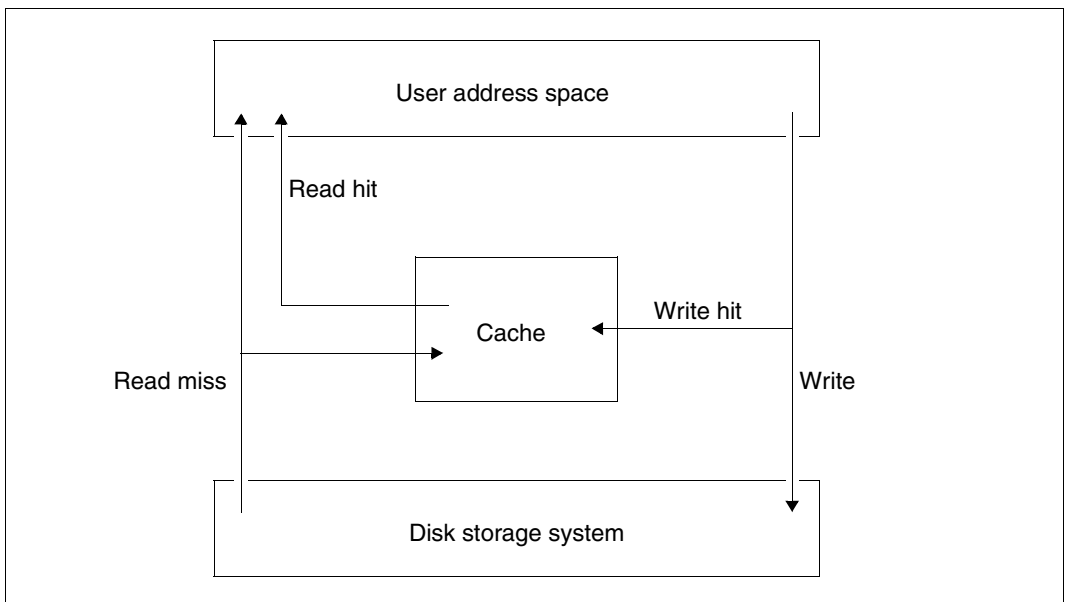 User address space
Read hit
Write hit
Cache
Read miss
Write
Disk storage system